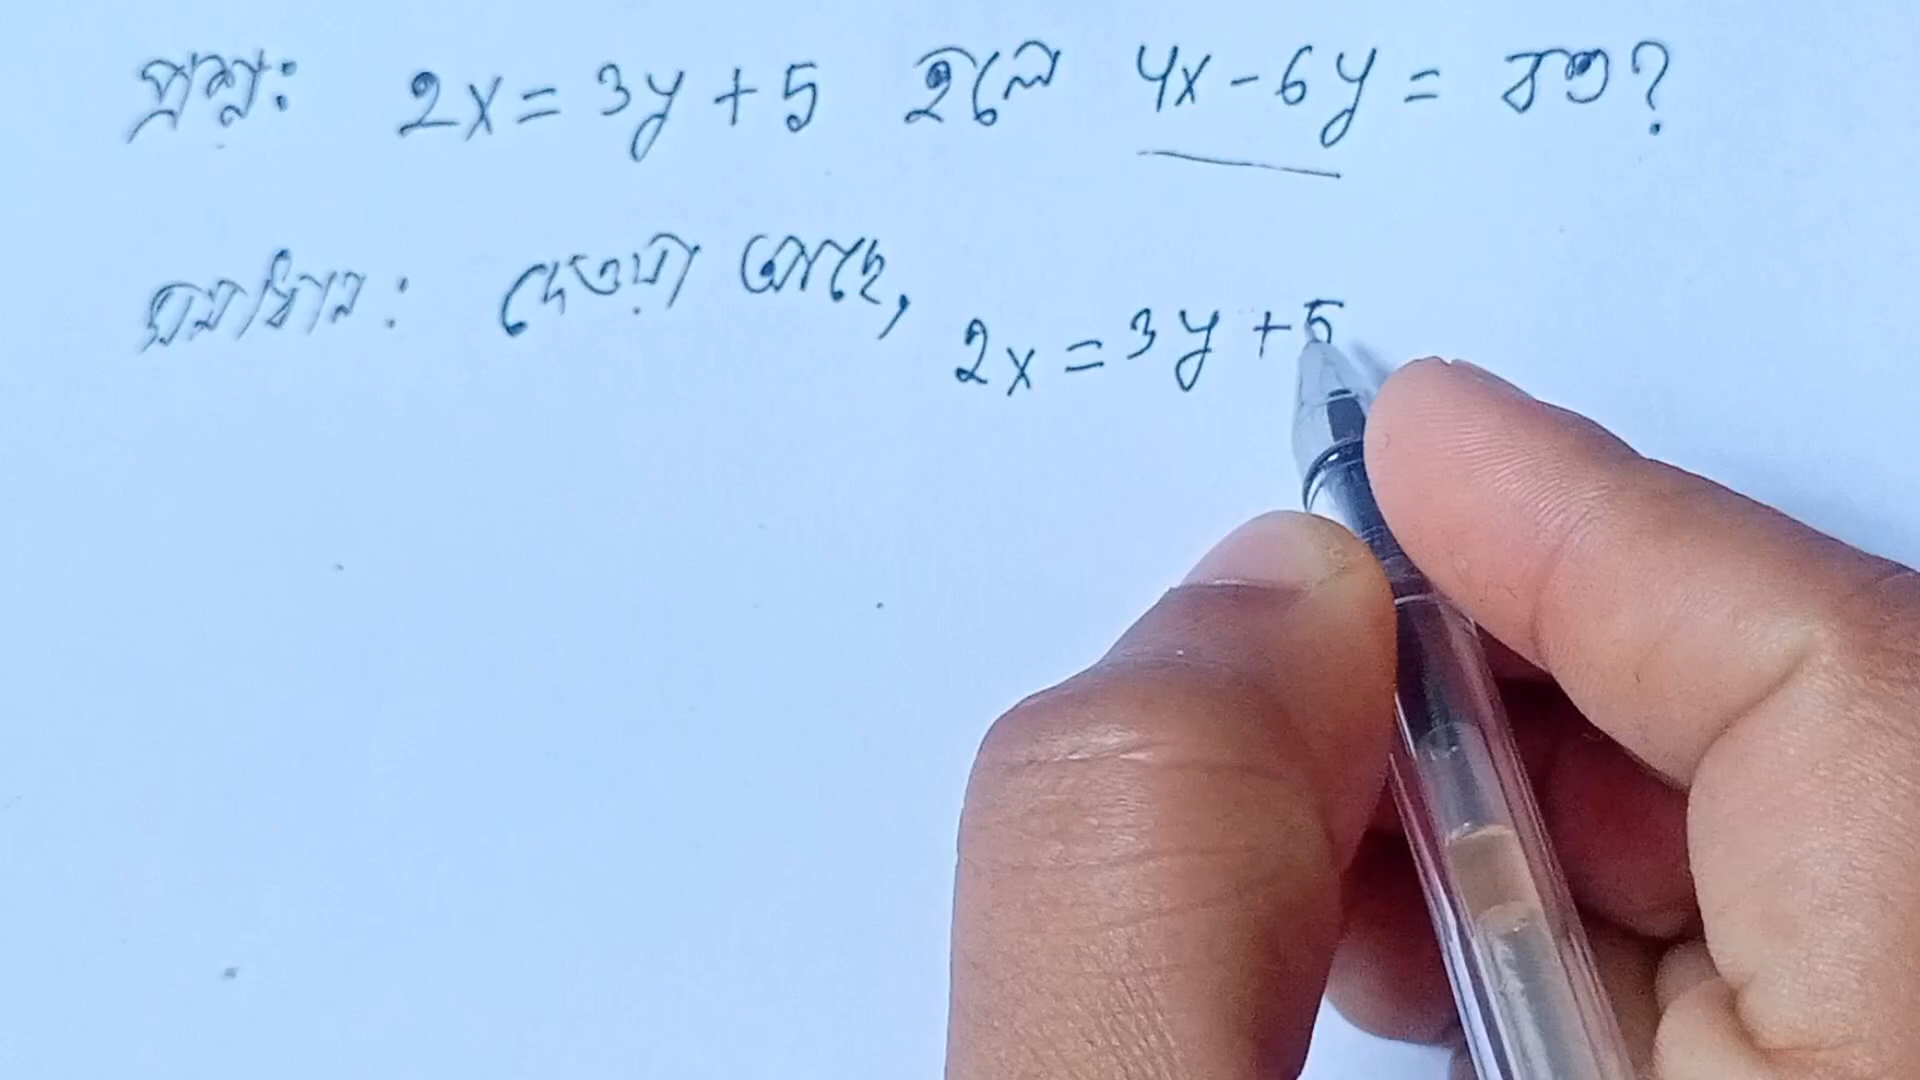 প্রশ্ন: 2x = 3y + 5 হলে 4x - 6y = কত?
সমাধান: দেওয়া আছে, 2x = 3y + 5